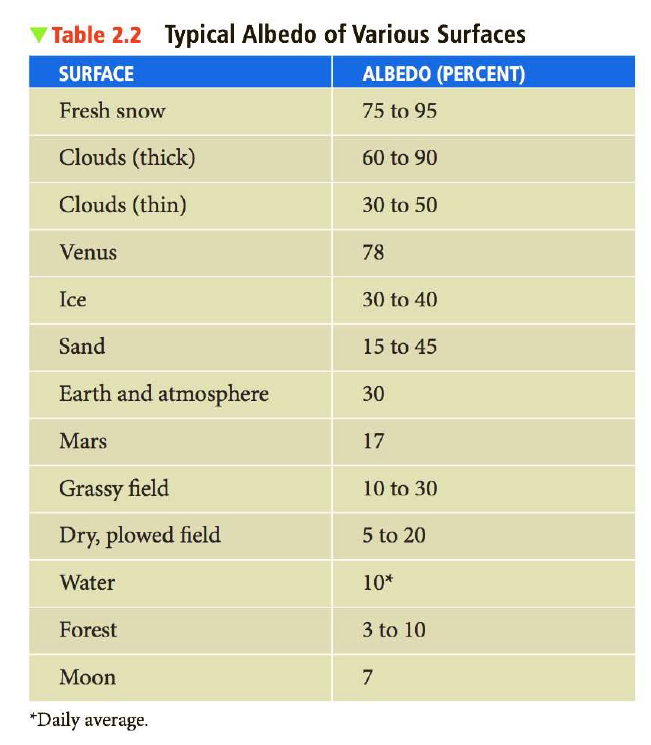 ▼ Table 2.2 Typical Albedo of Various Surfaces
SURFACE ALBEDO (PERCENT)
Fresh snow 75 to 95
Clouds (thick) 60 to 90
Clouds (thin) 30 to 50
Venus 78
Ice 30 to 40
Sand 15 to 45
Earth and atmosphere 30
Mars 17
Grassy field 10 to 30
Dry, plowed field 5 to 20
Water 10*
Forest 3 to 10
Moon 7
*Daily average.